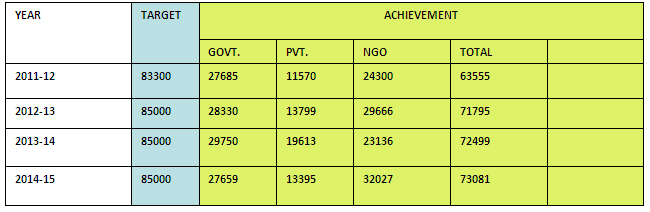 YEAR TARGET ACHIEVEMENT
GOVT. PVT. NGO TOTAL
2011-12 83300 27685 11570 24300 63555
2012-13 85000 28330 13799 29666 71795
2013-14 85000 29750 19613 23136 72499
2014-15 85000 27659 13395 32027 73081